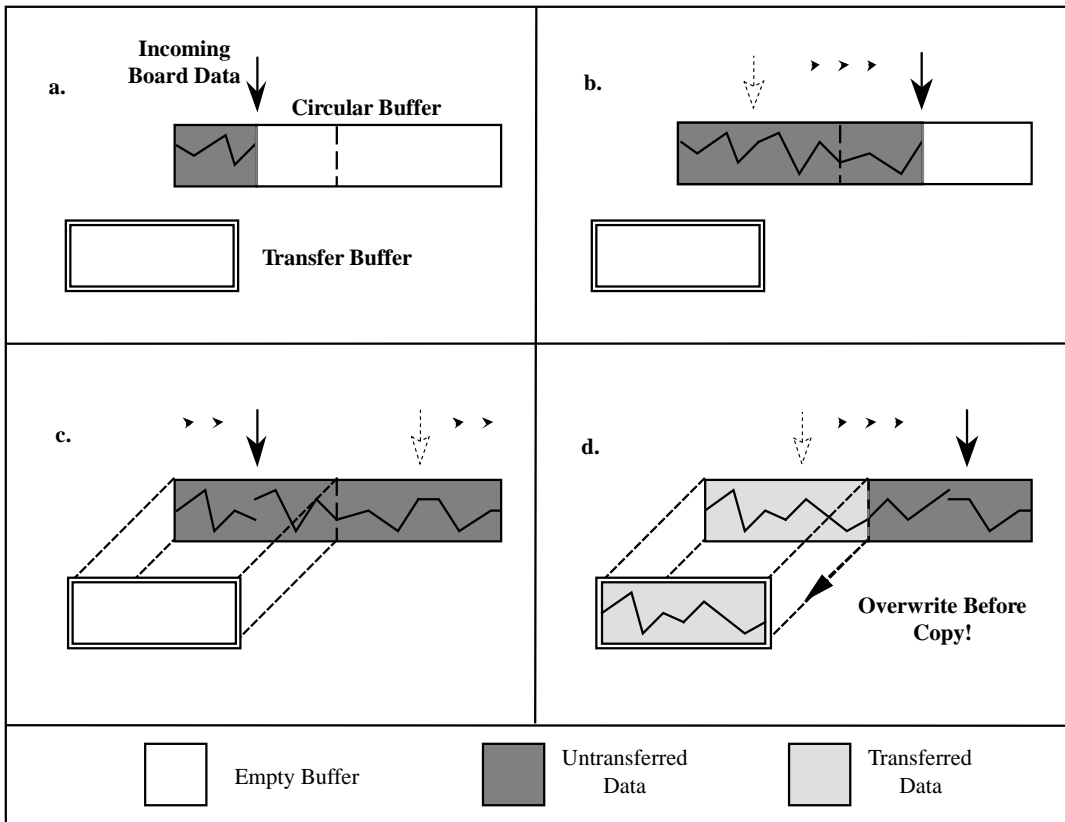 a.
Incoming
Board Data
Circular Buffer
Transfer Buffer
b.
c.
d.
Overwrite Before
Copy!
Empty Buffer
Untransferred
Data
Transferred
Data